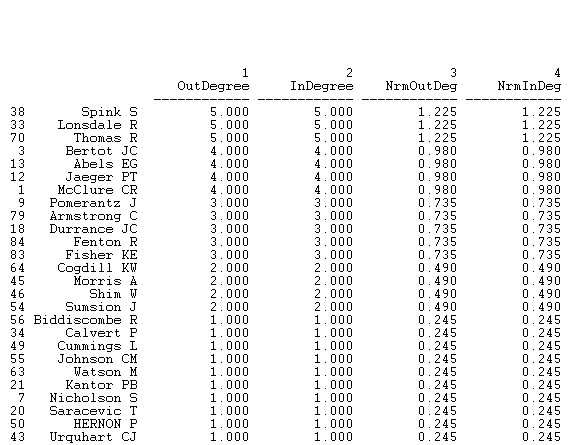 1 2 3 4
OutDegree InDegree NrmOutDeg NrmInDeg
------------ ------------ ------------ ------------
38 Spink S 5.000 5.000 1.225 1.225
33 Lonsdale R 5.000 5.000 1.225 1.225
70 Thomas R 5.000 5.000 1.225 1.225
3 Bertot JC 4.000 4.000 0.980 0.980
13 Abels EG 4.000 4.000 0.980 0.980
12 Jaeger PT 4.000 4.000 0.980 0.980
1 McClure CR 4.000 4.000 0.980 0.980
9 Pomerantz J 3.000 3.000 0.735 0.735
79 Armstrong C 3.000 3.000 0.735 0.735
18 Durrance JC 3.000 3.000 0.735 0.735
84 Fenton R 3.000 3.000 0.735 0.735
83 Fisher KE 3.000 3.000 0.735 0.735
64 Cogdill KW 2.000 2.000 0.490 0.490
45 Morris A 2.000 2.000 0.490 0.490
46 Shim W 2.000 2.000 0.490 0.490
54 Sumsion J 2.000 2.000 0.490 0.490
56 Biddiscombe R 1.000 1.000 0.245 0.245
34 Calvert P 1.000 1.000 0.245 0.245
49 Cummings L 1.000 1.000 0.245 0.245
55 Johnson CM 1.000 1.000 0.245 0.245
63 Watson M 1.000 1.000 0.245 0.245
21 Kantor PB 1.000 1.000 0.245 0.245
7 Nicholson S 1.000 1.000 0.245 0.245
20 Saracevic T 1.000 1.000 0.245 0.245
50 HERNON P 1.000 1.000 0.245 0.245
43 Urquhart CJ 1.000 1.000 0.245 0.245